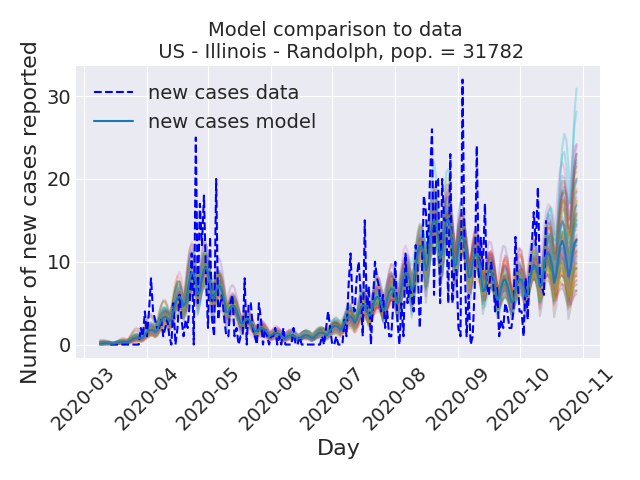 Model comparison to data
US - Illinois - Randolph, pop. = 31782
Number of new cases reported
30
20
10
0
new cases data
new cases model
2020-03
2020-04
2020-05
2020-06
2020-07
2020-08
2020-09
2020-10
2020-11
Day